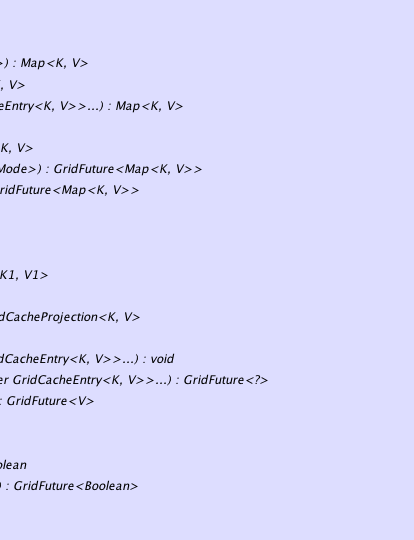 >) : Map<K, V>
, V>
eEntry<K, V>>...) : Map<K, V>
K, V>
Mode>) : GridFuture<Map<K, V>>
ridFuture<Map<K, V>>
K1, V1>
dCacheProjection<K, V>
dCacheEntry<K, V>>...) : void
er GridCacheEntry<K, V>>...) : GridFuture<?>
: GridFuture<V>
olean
) : GridFuture<Boolean>